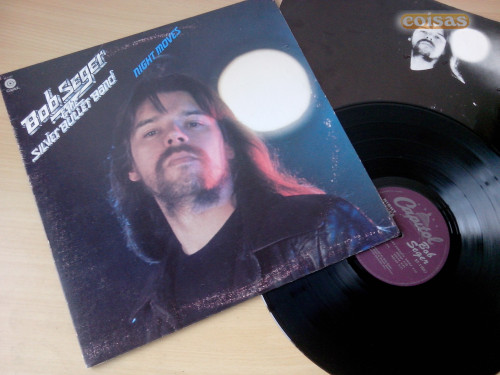 Bob Seger
& THE
Silver Bullet Band
NIGHT MOVES
coisas
Capitol
Bob
Seger